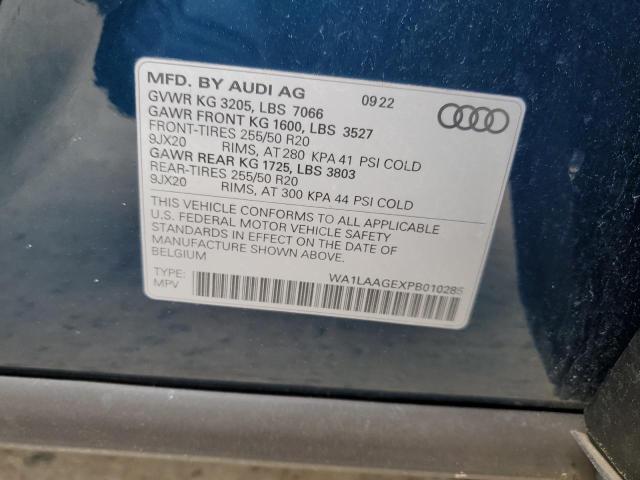 MFD. BY AUDI AG 09 22
GVWR KG 3205, LBS 7066
GAWR FRONT KG 1600, LBS 3527
FRONT-TIRES 255/50 R20
9JX20 RIMS, AT 280 KPA 41 PSI COLD
GAWR REAR KG 1725, LBS 3803
REAR-TIRES 255/50 R20
9JX20 RIMS, AT 300 KPA 44 PSI COLD
THIS VEHICLE CONFORMS TO ALL APPLICABLE
U.S. FEDERAL MOTOR VEHICLE SAFETY
STANDARDS IN EFFECT ON THE DATE OF
MANUFACTURE SHOWN ABOVE.
BELGIUM
WA1LAAGEXPB010285
TYPE:
MPV